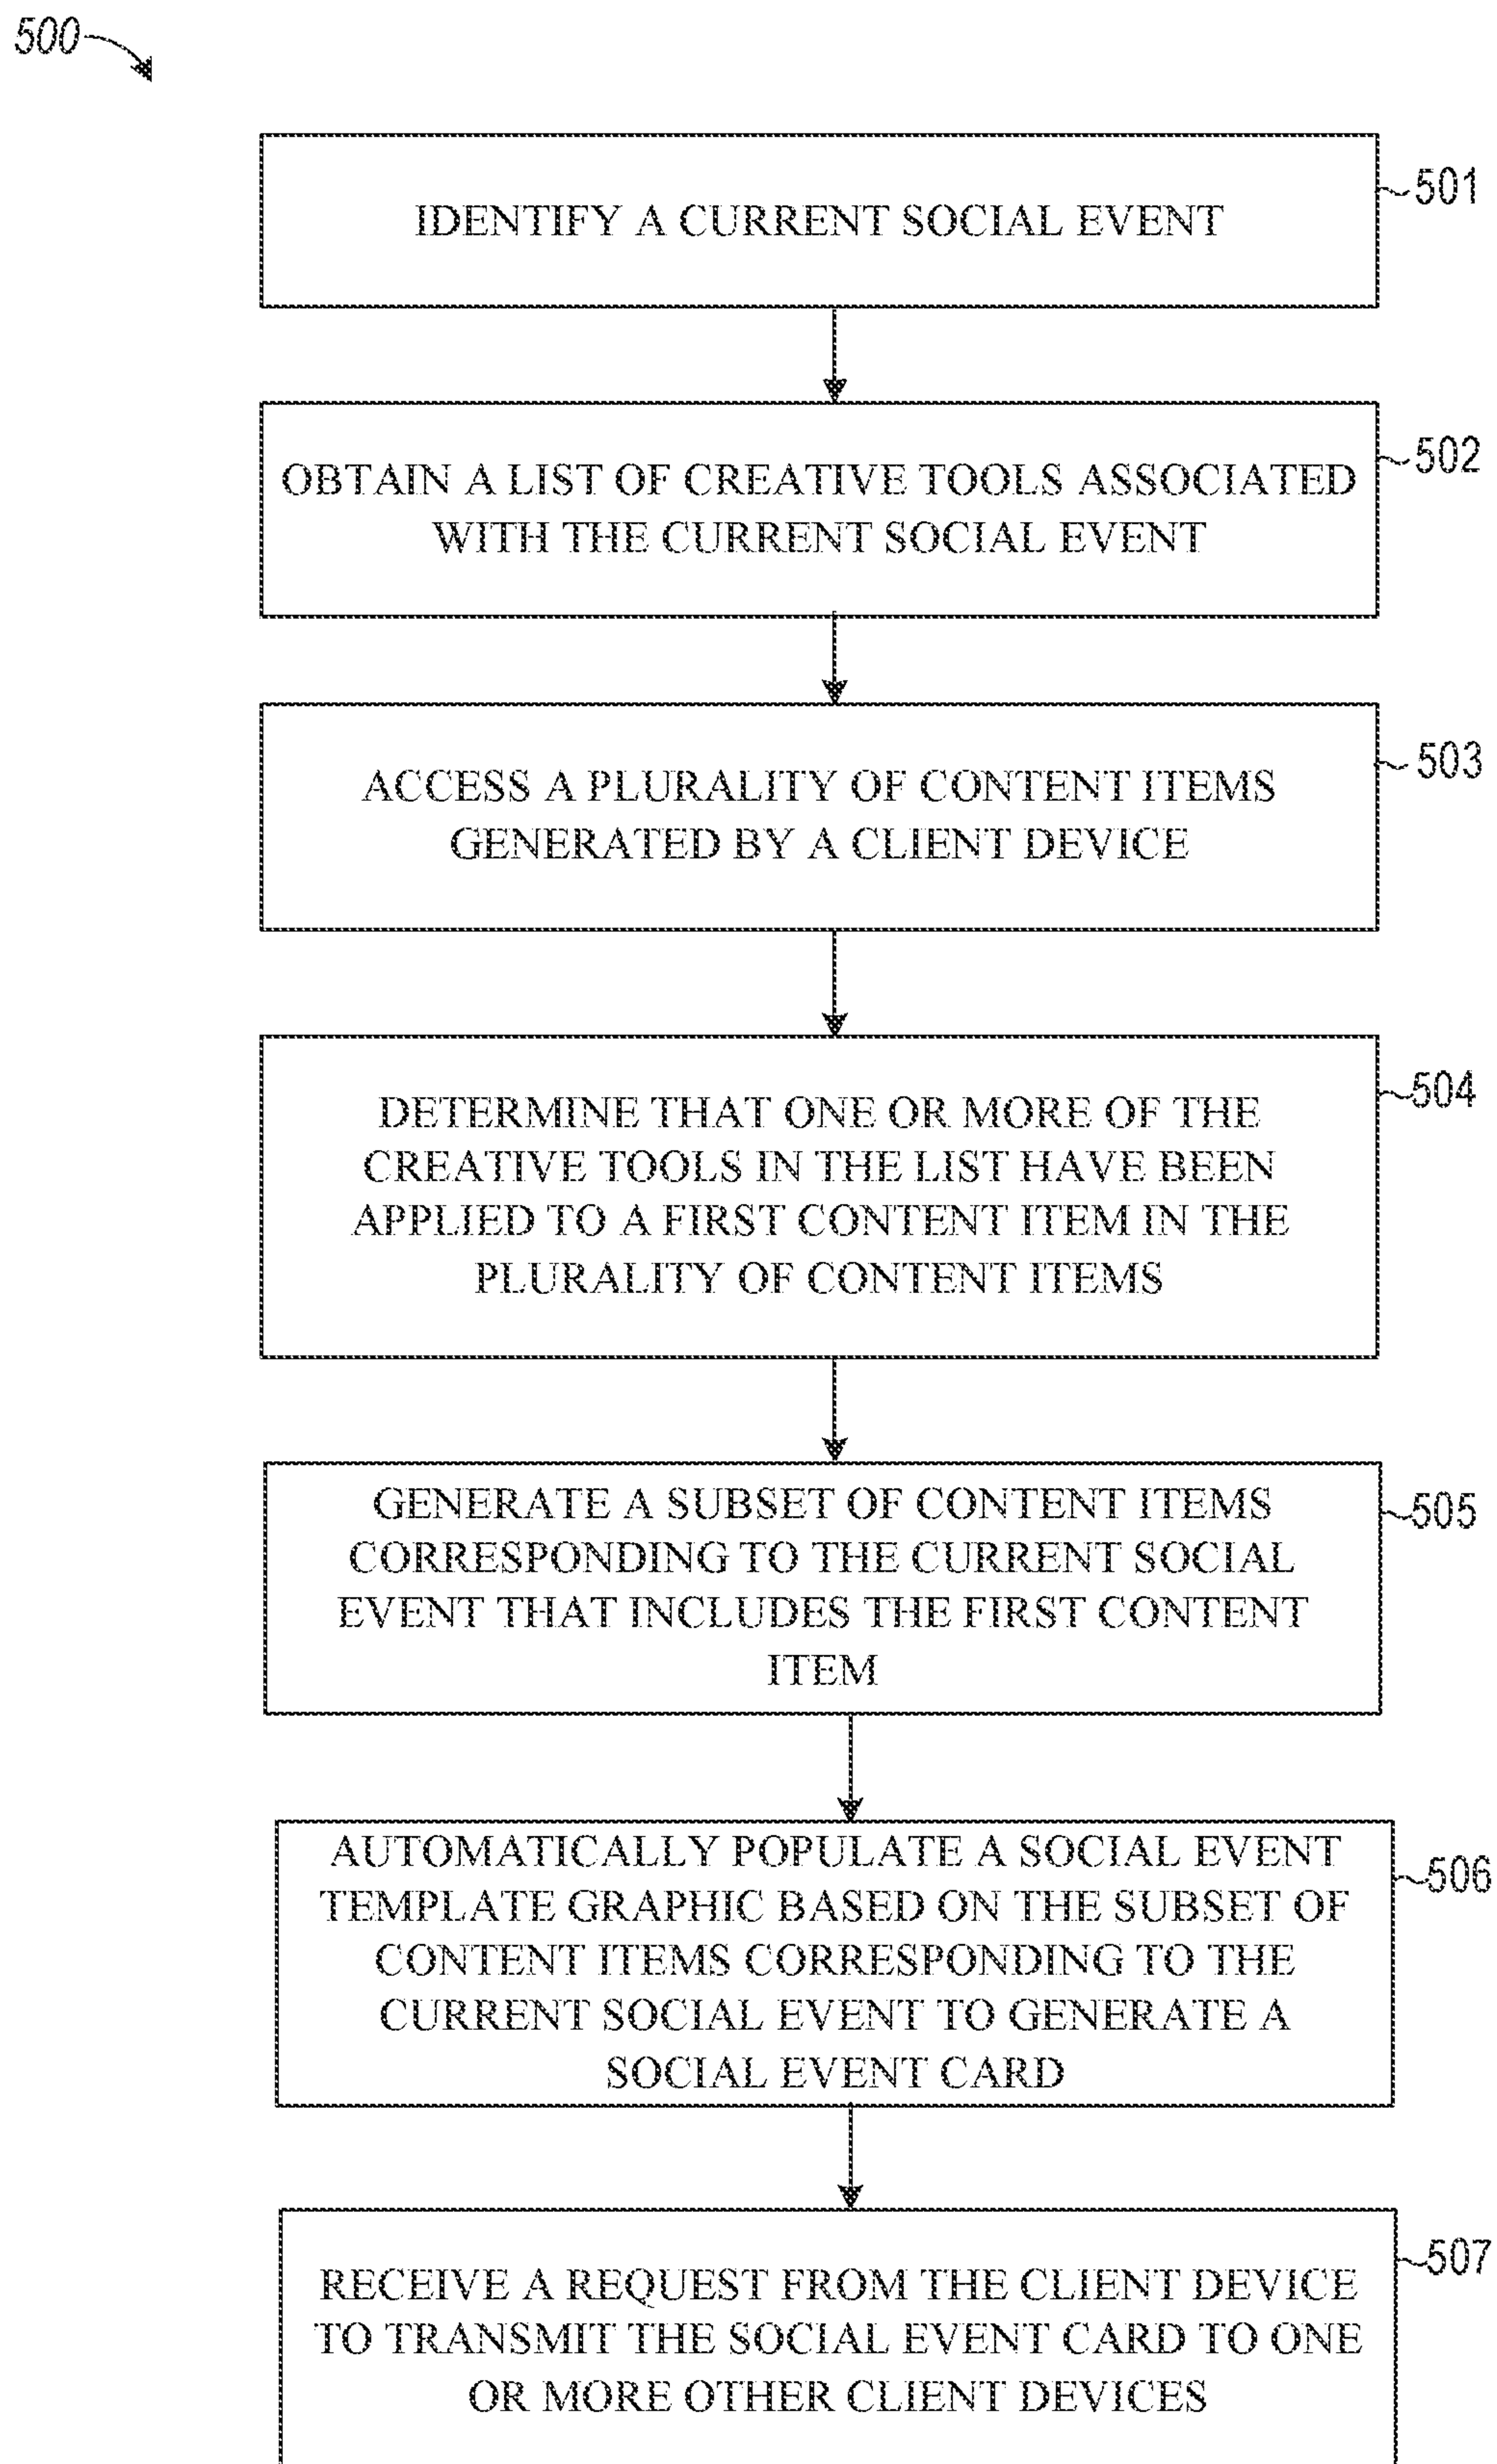 500
IDENTIFY A CURRENT SOCIAL EVENT
501
OBTAIN A LIST OF CREATIVE TOOLS ASSOCIATED
WITH THE CURRENT SOCIAL EVENT
502
ACCESS A PLURALITY OF CONTENT ITEMS
GENERATED BY A CLIENT DEVICE
503
DETERMINE THAT ONE OR MORE OF THE
CREATIVE TOOLS IN THE LIST HAVE BEEN
APPLIED TO A FIRST CONTENT ITEM IN THE
PLURALITY OF CONTENT ITEMS
504
GENERATE A SUBSET OF CONTENT ITEMS
CORRESPONDING TO THE CURRENT SOCIAL
EVENT THAT INCLUDES THE FIRST CONTENT
ITEM
505
AUTOMATICALLY POPULATE A SOCIAL EVENT
TEMPLATE GRAPHIC BASED ON THE SUBSET OF
CONTENT ITEMS CORRESPONDING TO THE
CURRENT SOCIAL EVENT TO GENERATE A
SOCIAL EVENT CARD
506
RECEIVE A REQUEST FROM THE CLIENT DEVICE
TO TRANSMIT THE SOCIAL EVENT CARD TO ONE
OR MORE OTHER CLIENT DEVICES
507